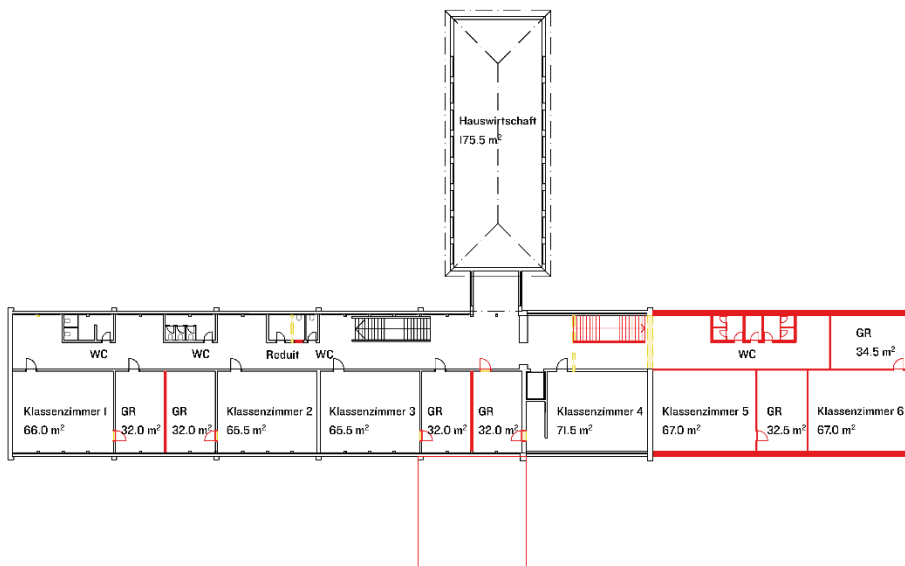 Hauswirtschaft
175.5 m²
WC
WC
Reduit
WC
WC
GR
34.5 m²
Klassenzimmer 1
66.0 m²
GR
32.0 m²
GR
32.0 m²
Klassenzimmer 2
65.5 m²
Klassenzimmer 3
65.5 m²
GR
32.0 m²
GR
32.0 m²
Klassenzimmer 4
71.5 m²
Klassenzimmer 5
67.0 m²
GR
32.5 m²
Klassenzimmer 6
67.0 m²